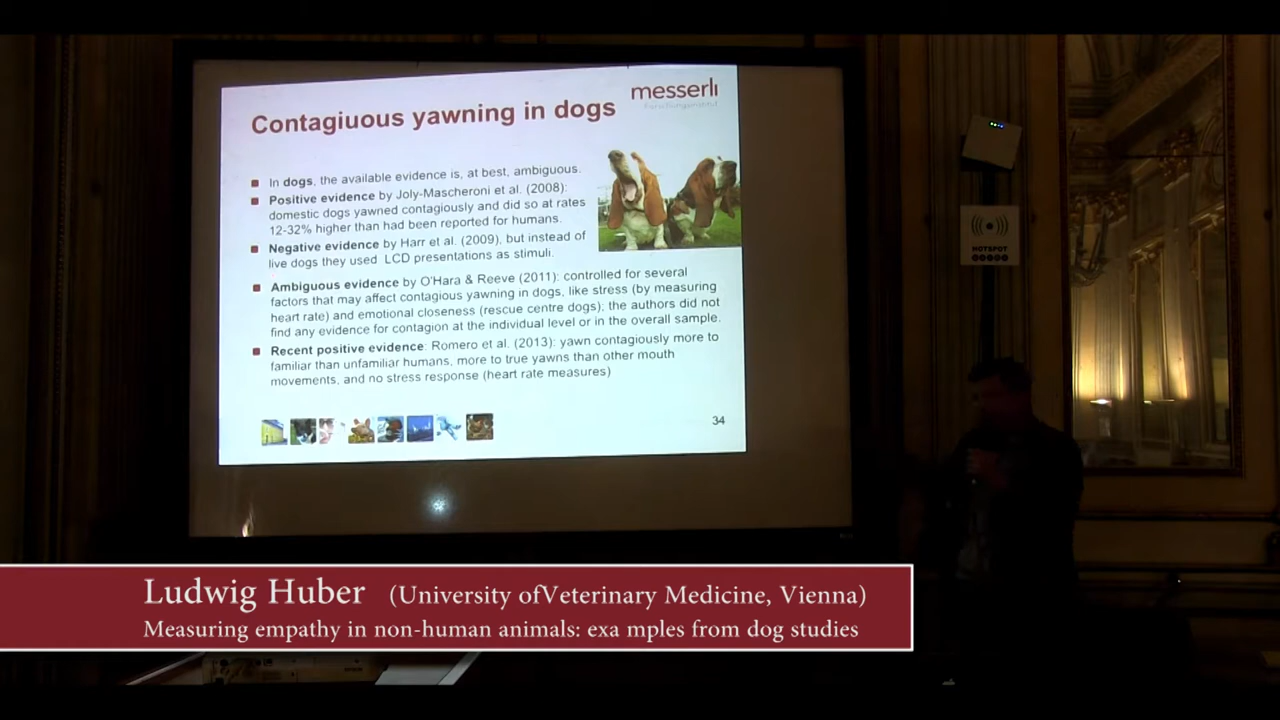 messerli
Forschungsinstitut
Contagiuous yawning in dogs
In dogs, the available evidence is, at best, ambiguous.
Positive evidence by Joly-Mascheroni et al. (2008):
domestic dogs yawned contagiously and did so at rates
12-32% higher than had been reported for humans.
Negative evidence by Harr et al. (2009), but instead of
live dogs they used LCD presentations as stimuli.
Ambiguous evidence by O'Hara & Reeve (2011): controlled for several
factors that may affect contagious yawning in dogs, like stress (by measuring
heart rate) and emotional closeness (rescue centre dogs); the authors did not
find any evidence for contagion at the individual level or in the overall sample.
Recent positive evidence: Romero et al. (2013): yawn contagiously more to
familiar than unfamiliar humans, more to true yawns than other mouth
movements, and no stress response (heart rate measures)
34
HOTSPOT
Ludwig Huber (University ofVeterinary Medicine, Vienna)
Measuring empathy in non-human animals: exa mples from dog studies